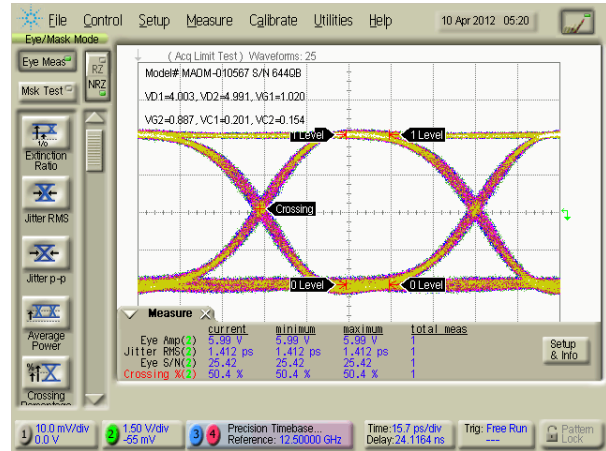 File Control Setup Measure Calibrate Utilities Help 10 Apr 2012 05:20
Eye/Mask Mode
Eye Meas
RZ
NRZ
Msk Test
Extinction
Ratio
Jitter RMS
Jitter p-p
Average
Power
Crossing
Percentage
( Acq Limit Test ) Waveforms: 25
Model# MADM-010567 S/N 6440B
VD1=4.003, VD2=4.991, VG1=1.020
VG2=0.887, VC1=0.201, VC2=0.154
1 Level 1 Level
Crossing
0 Level 0 Level
Measure
current minimum maximum total meas
Eye Amp(2) 5.99 V 5.99 V 5.99 V 1
Jitter RMS(2) 1.412 ps 1.412 ps 1.412 ps 1
Eye S/N(2) 25.42 25.42 25.42 1
Crossing %(2) 50.4 % 50.4 % 50.4 % 1
Setup
& Info
1) 10.0 mV/div
0.0 V
2) 1.50 V/div
-55 mV
3) 4) Precision Timebase...
Reference: 12.50000 GHz
Time:15.7 ps/div
Delay:24.1164 ns
Trig: Free Run
---
Pattern
Lock